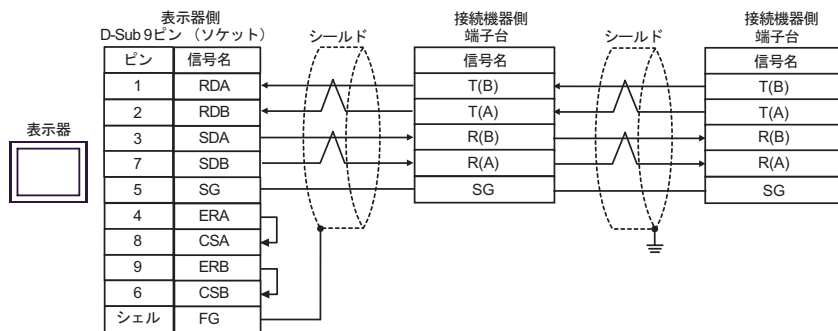 表示器側
D-Sub 9ピン （ソケット）
ピン 信号名
1 RDA
2 RDB
3 SDA
7 SDB
5 SG
4 ERA
8 CSA
9 ERB
6 CSB
シェル FG
表示器
シールド
接続機器側
端子台
信号名
T(B)
T(A)
R(B)
R(A)
SG
シールド
接続機器側
端子台
信号名
T(B)
T(A)
R(B)
R(A)
SG